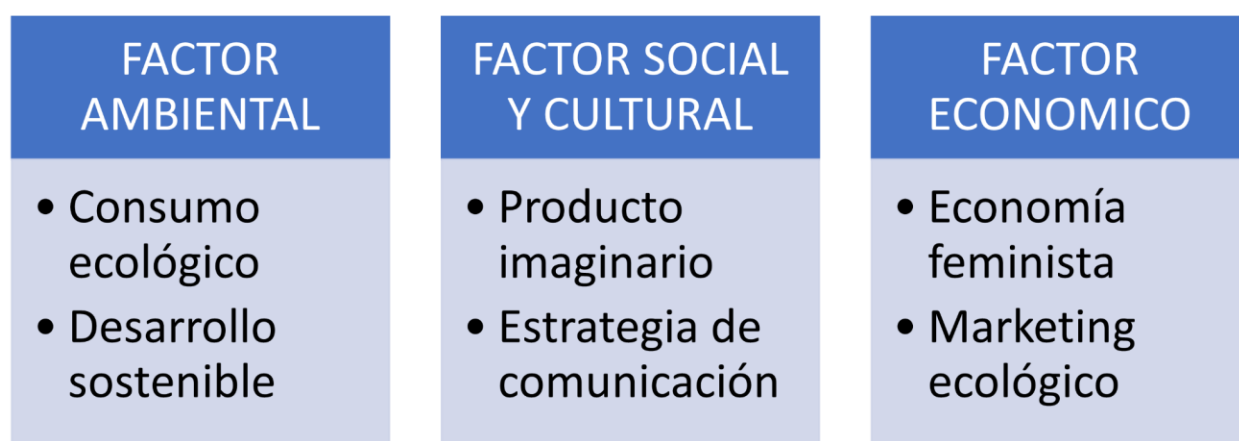 FACTOR
AMBIENTAL
• Consumo
ecológico
• Desarrollo
sostenible
FACTOR SOCIAL
Y CULTURAL
• Producto
imaginario
• Estrategia de
comunicación
FACTOR
ECONOMICO
• Economía
feminista
• Marketing
ecológico